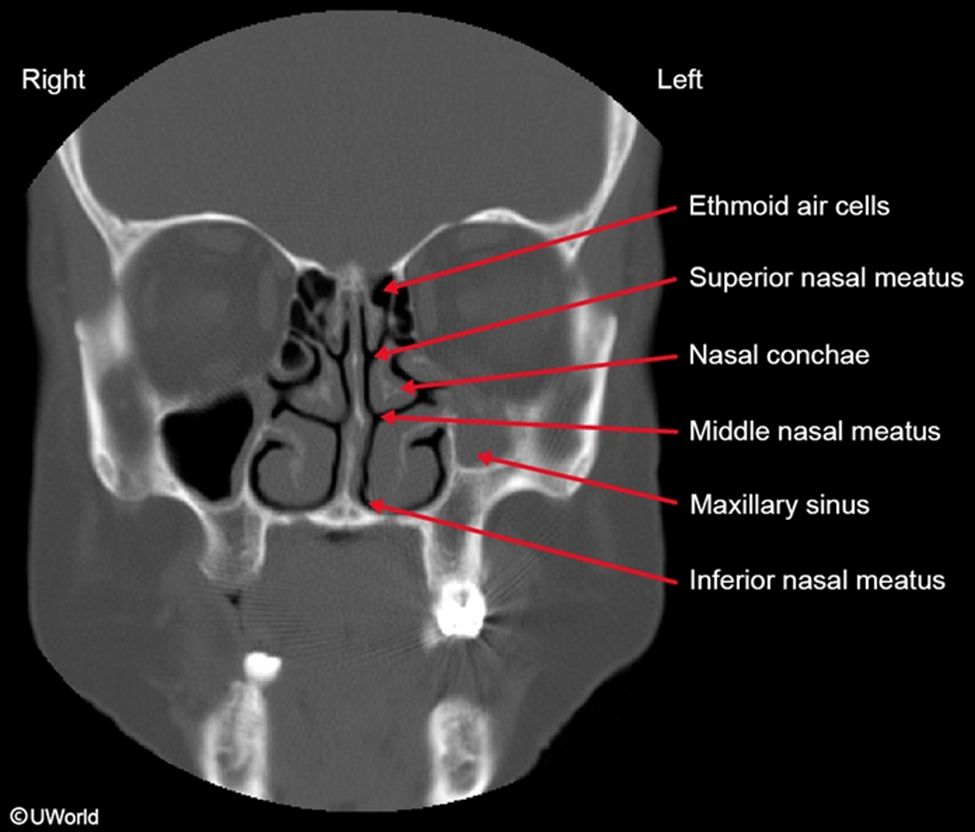 Right
Left
Ethmoid air cells
Superior nasal meatus
Nasal conchae
Middle nasal meatus
Maxillary sinus
Inferior nasal meatus
©UWorld